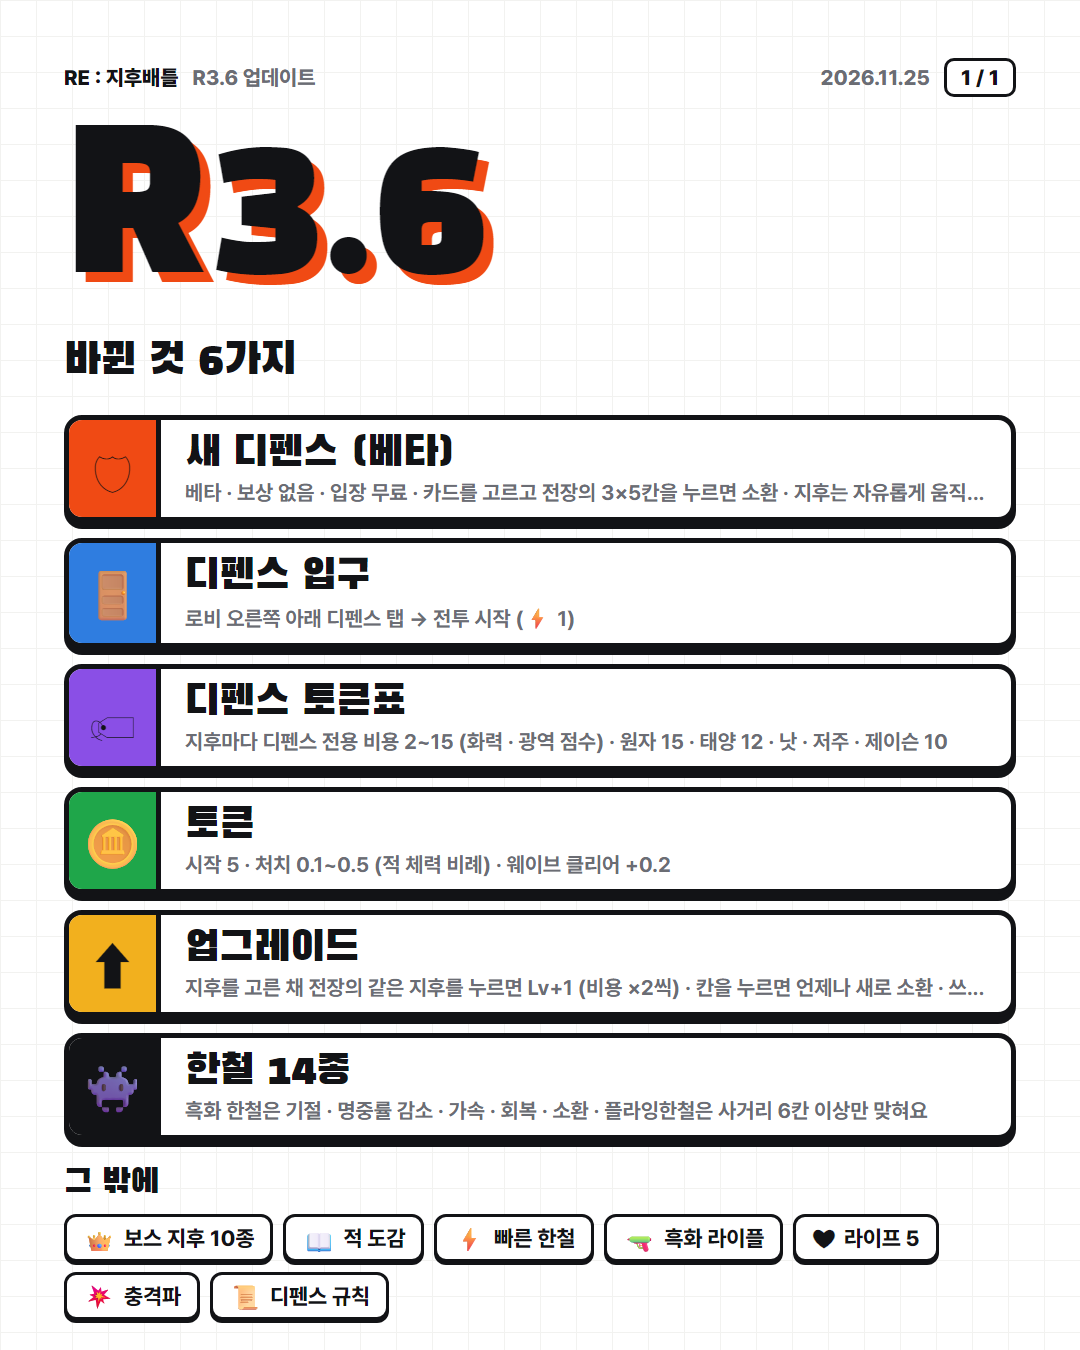 RE : 지후배틀 R3.6 업데이트 2026.11.25 1 / 1
R3.6
바뀐 것 6가지
새 디펜스 (베타)
베타 · 보상 없음 · 입장 무료 · 카드를 고르고 전장의 3×5칸을 누르면 소환 · 지후는 자유롭게 움직...
디펜스 입구
로비 오른쪽 아래 디펜스 탭 → 전투 시작 (⚡ 1)
디펜스 토큰표
지후마다 디펜스 전용 비용 2~15 (화력 · 광역 점수) · 원자 15 · 태양 12 · 낫 · 저주 · 제이슨 10
토큰
시작 5 · 처치 0.1~0.5 (적 체력 비례) · 웨이브 클리어 +0.2
업그레이드
지후를 고른 채 전장의 같은 지후를 누르면 Lv+1 (비용 ×2씩) · 칸을 누르면 언제나 새로 소환 · 쓰...
한철 14종
흑화 한철은 기절 · 명중률 감소 · 가속 · 회복 · 소환 · 플라잉한철은 사거리 6칸 이상만 맞혀요
그 밖에
보스 지후 10종 적 도감 빠른 한철 흑화 라이플 라이프 5
충격파 디펜스 규칙